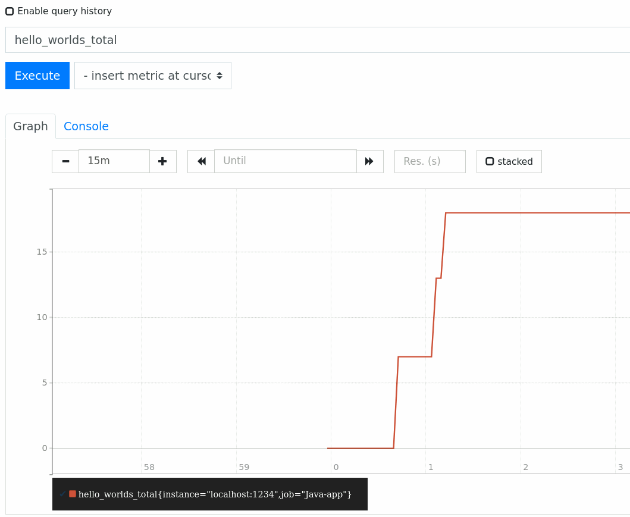 Enable query history
hello_worlds_total
Execute
- insert metric at curso
Graph
Console
15m
Until
Res. (s)
stacked
15
10
5
0
58 59 0 1 2 3
hello_worlds_total{instance="localhost:1234",job="Java-app"}